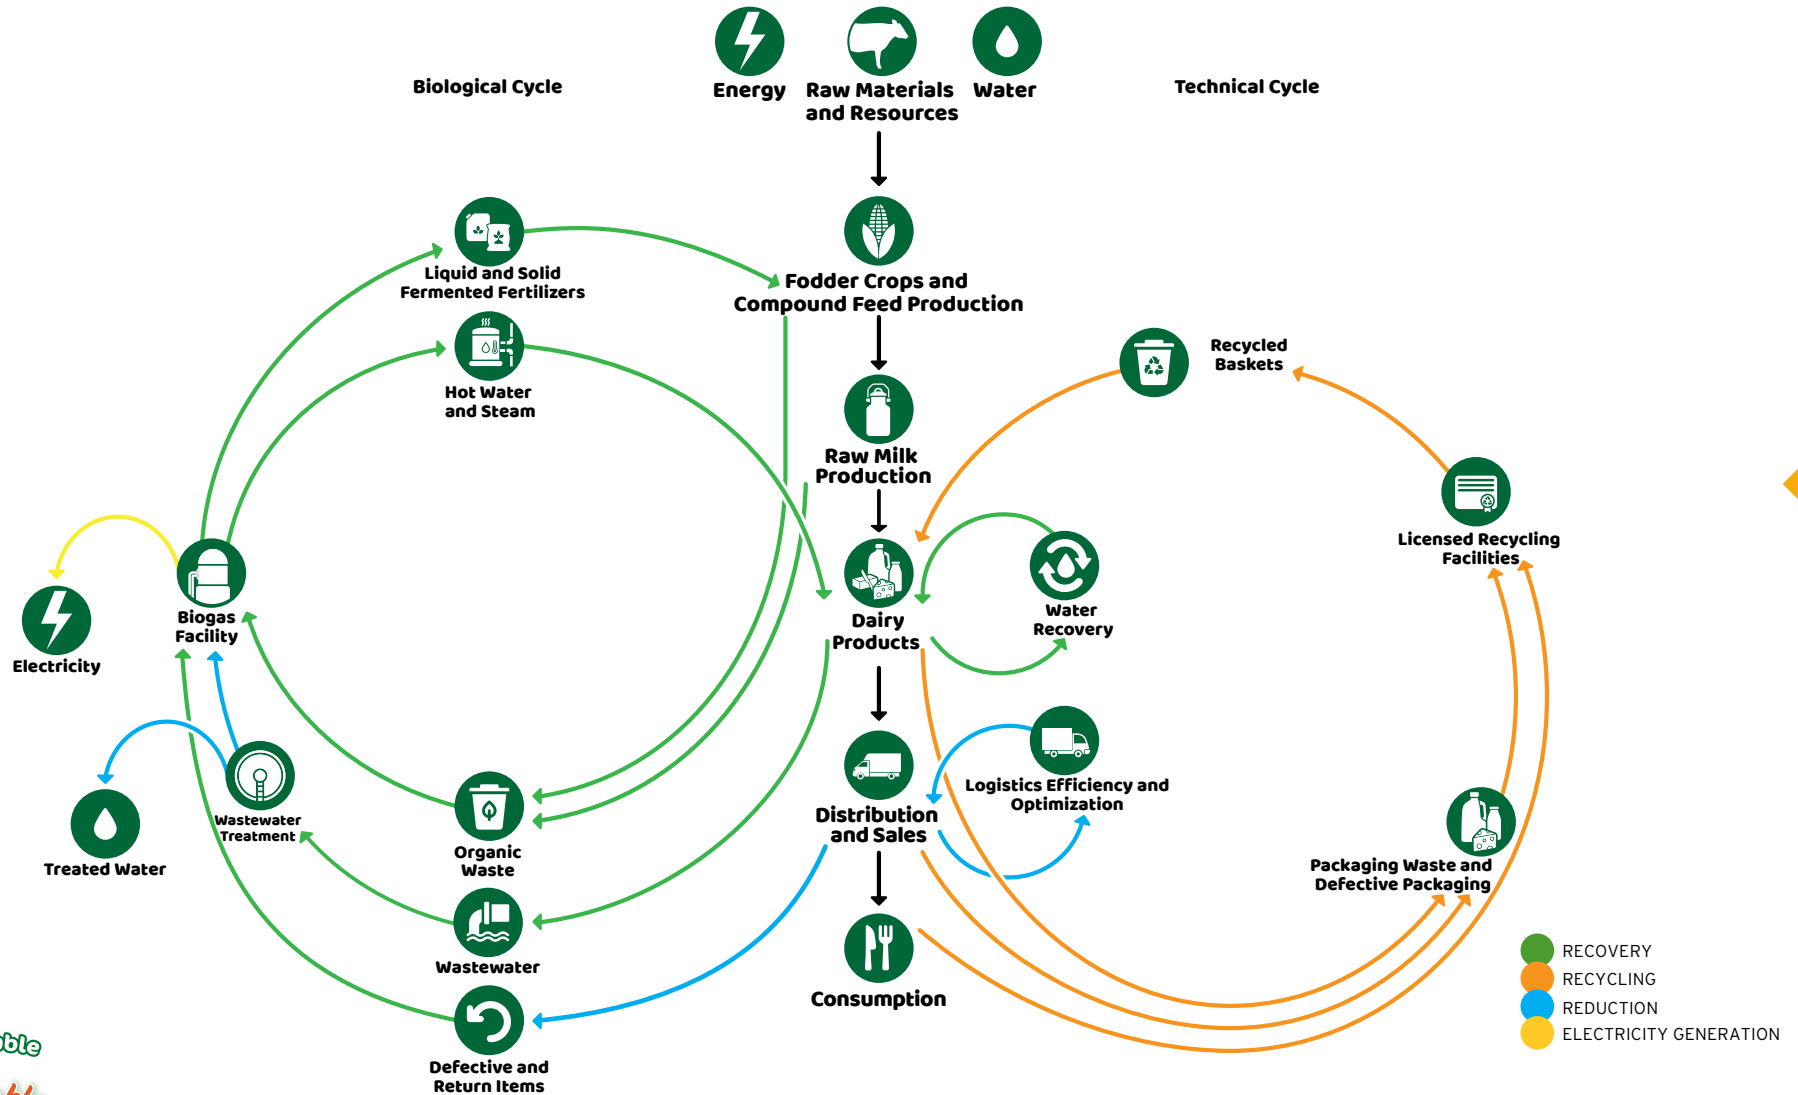 Biological Cycle
Energy
Raw Materials
and Resources
Water
Technical Cycle
Liquid and Solid
Fermented Fertilizers
Fodder Crops and
Compound Feed Production
Hot Water
and Steam
Recycled
Baskets
Raw Milk
Production
Licensed Recycling
Facilities
Biogas
Facility
Electricity
Dairy
Products
Water
Recovery
Wastewater
Treatment
Treated Water
Organic
Waste
Distribution
and Sales
Logistics Efficiency and
Optimization
Packaging Waste and
Defective Packaging
Wastewater
Consumption
Defective and
Return Items
RECOVERY
RECYCLING
REDUCTION
ELECTRICITY GENERATION